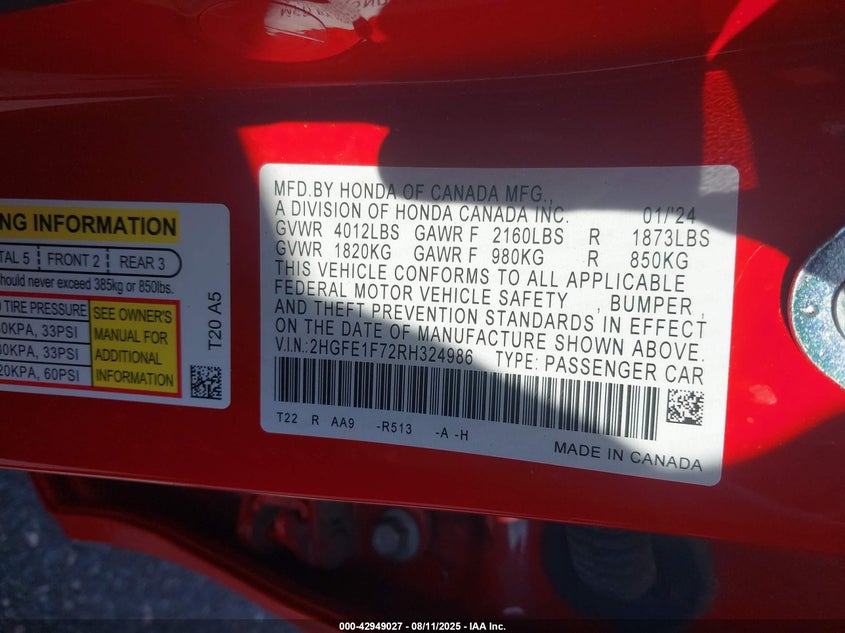 NG INFORMATION
TAL 5 FRONT 2 REAR 3
hould never exceed 385kg or 850lbs.
TIRE PRESSURE
SEE OWNER'S
MANUAL FOR
ADDITIONAL
INFORMATION
0KPA, 33PSI
0KPA, 33PSI
20KPA, 60PSI
T20 A5
MFD.BY HONDA OF CANADA MFG.,
A DIVISION OF HONDA CANADA INC. 01/'24
GVWR 4012LBS GAWR F 2160LBS R 1873LBS
GVWR 1820KG GAWR F 980KG R 850KG
THIS VEHICLE CONFORMS TO ALL APPLICABLE
FEDERAL MOTOR VEHICLE SAFETY , BUMPER ,
AND THEFT PREVENTION STANDARDS IN EFFECT
ON THE DATE OF MANUFACTURE SHOWN ABOVE.
V.I.N.:2HGFE1F72RH324986 TYPE: PASSENGER CAR
T22 R AA9 -R513 -A -H
MADE IN CANADA
000-42949027 - 08/11/2025 - IAA Inc.